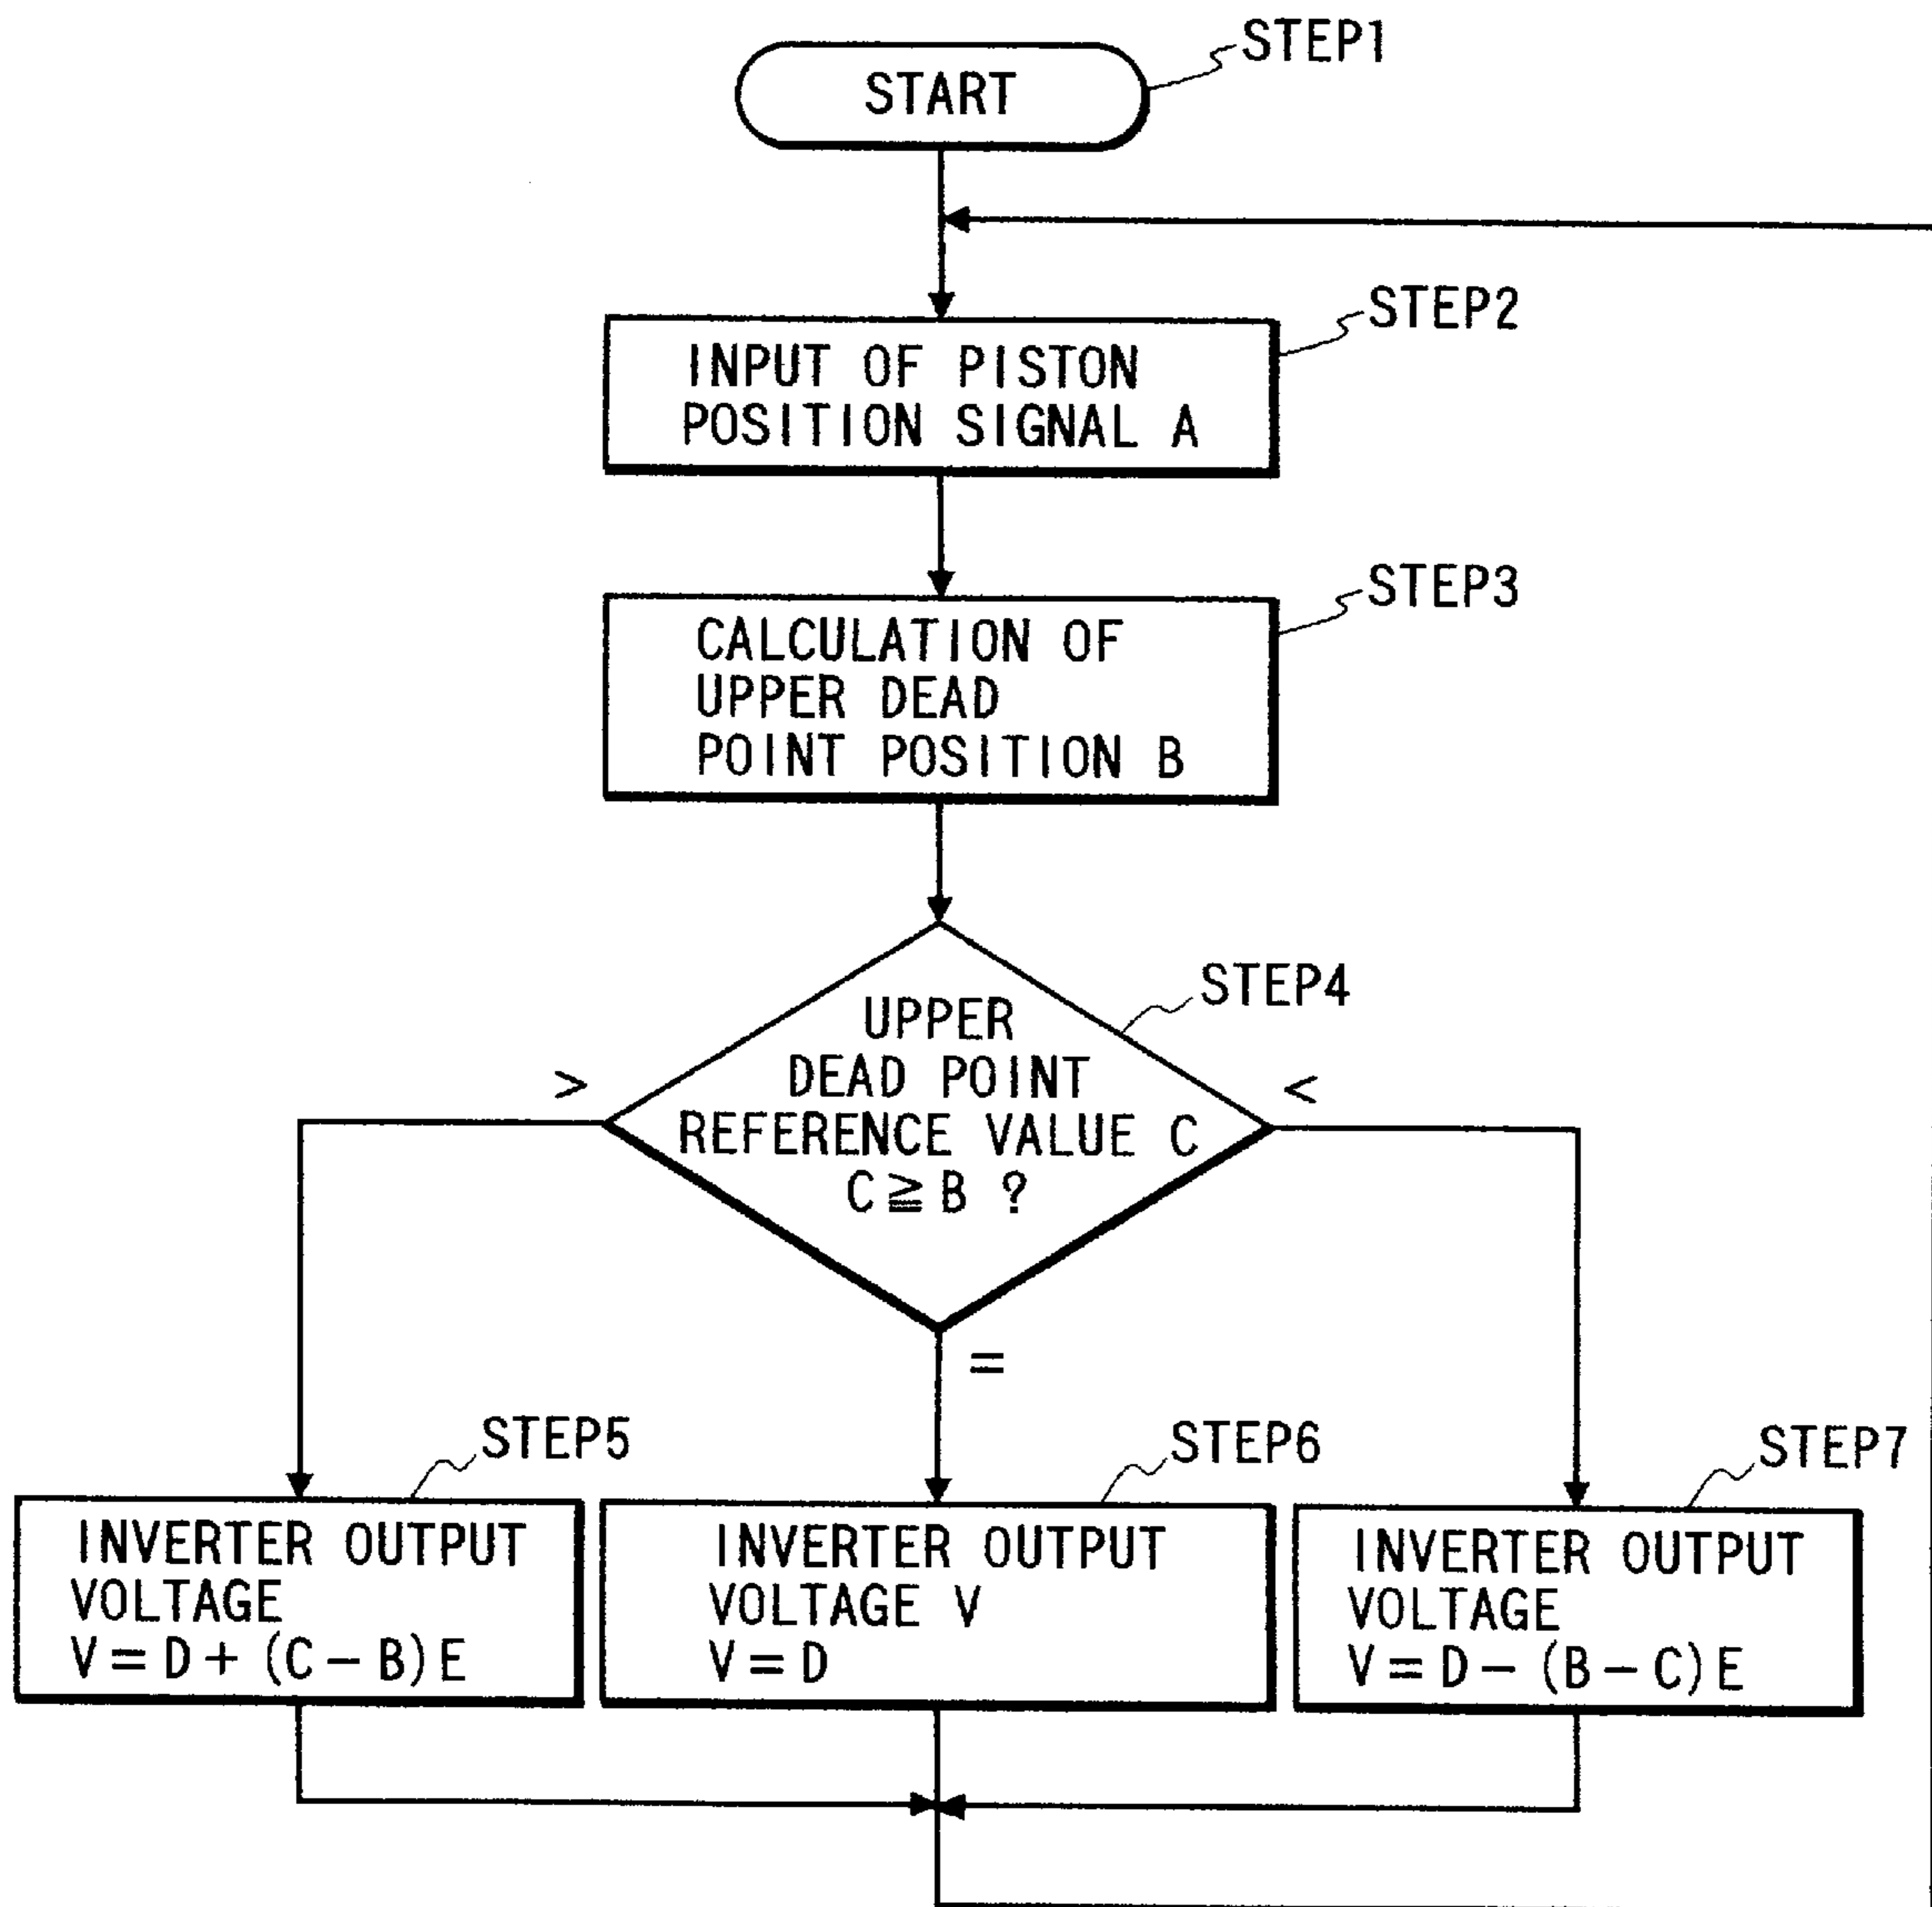 STEP1
START
STEP2
INPUT OF PISTON
POSITION SIGNAL A
STEP3
CALCULATION OF
UPPER DEAD
POINT POSITION B
STEP4
UPPER
DEAD POINT
REFERENCE VALUE C
C≧B ?
>
<
=
STEP5
INVERTER OUTPUT
VOLTAGE
V=D+(C-B)E
STEP6
INVERTER OUTPUT
VOLTAGE V
V=D
STEP7
INVERTER OUTPUT
VOLTAGE
V=D-(B-C)E